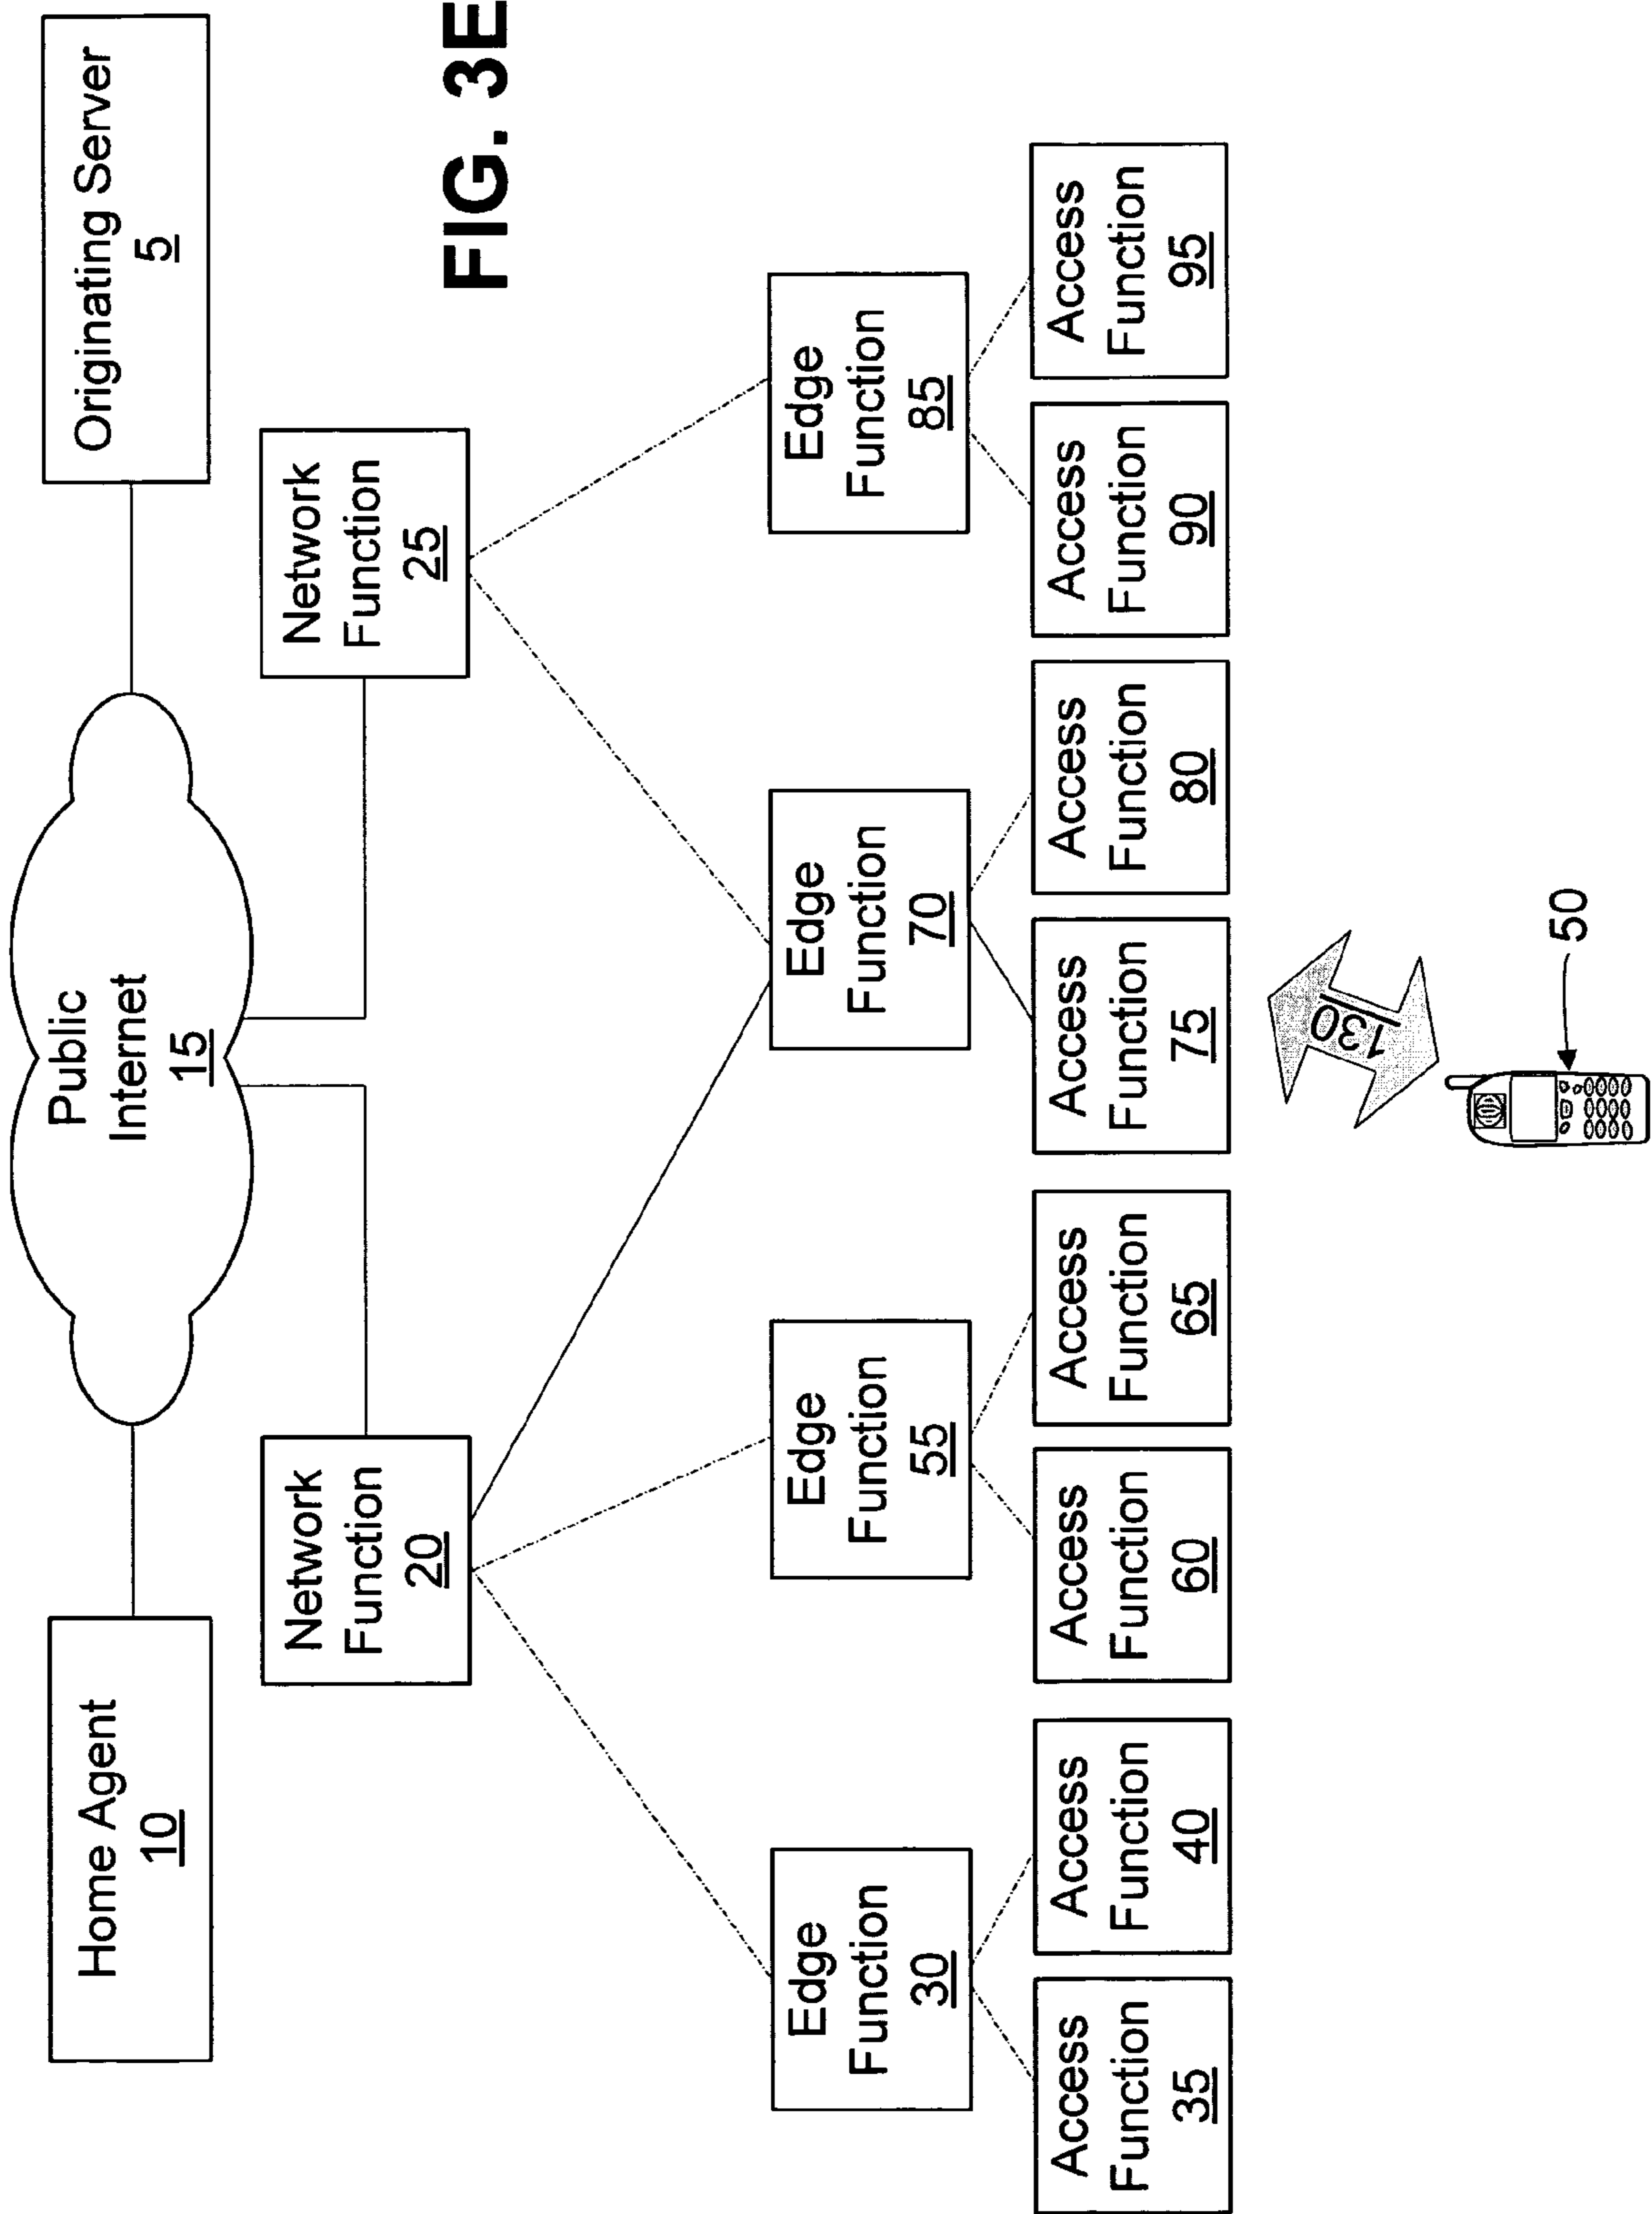 Home Agent
10
Public
Internet
15
Originating Server
5
Network
Function
20
Network
Function
25
FIG. 3E
Edge
Function
30
Edge
Function
55
Edge
Function
70
Edge
Function
85
Access
Function
35
Access
Function
40
Access
Function
60
Access
Function
65
Access
Function
75
Access
Function
80
Access
Function
90
Access
Function
95
130
50